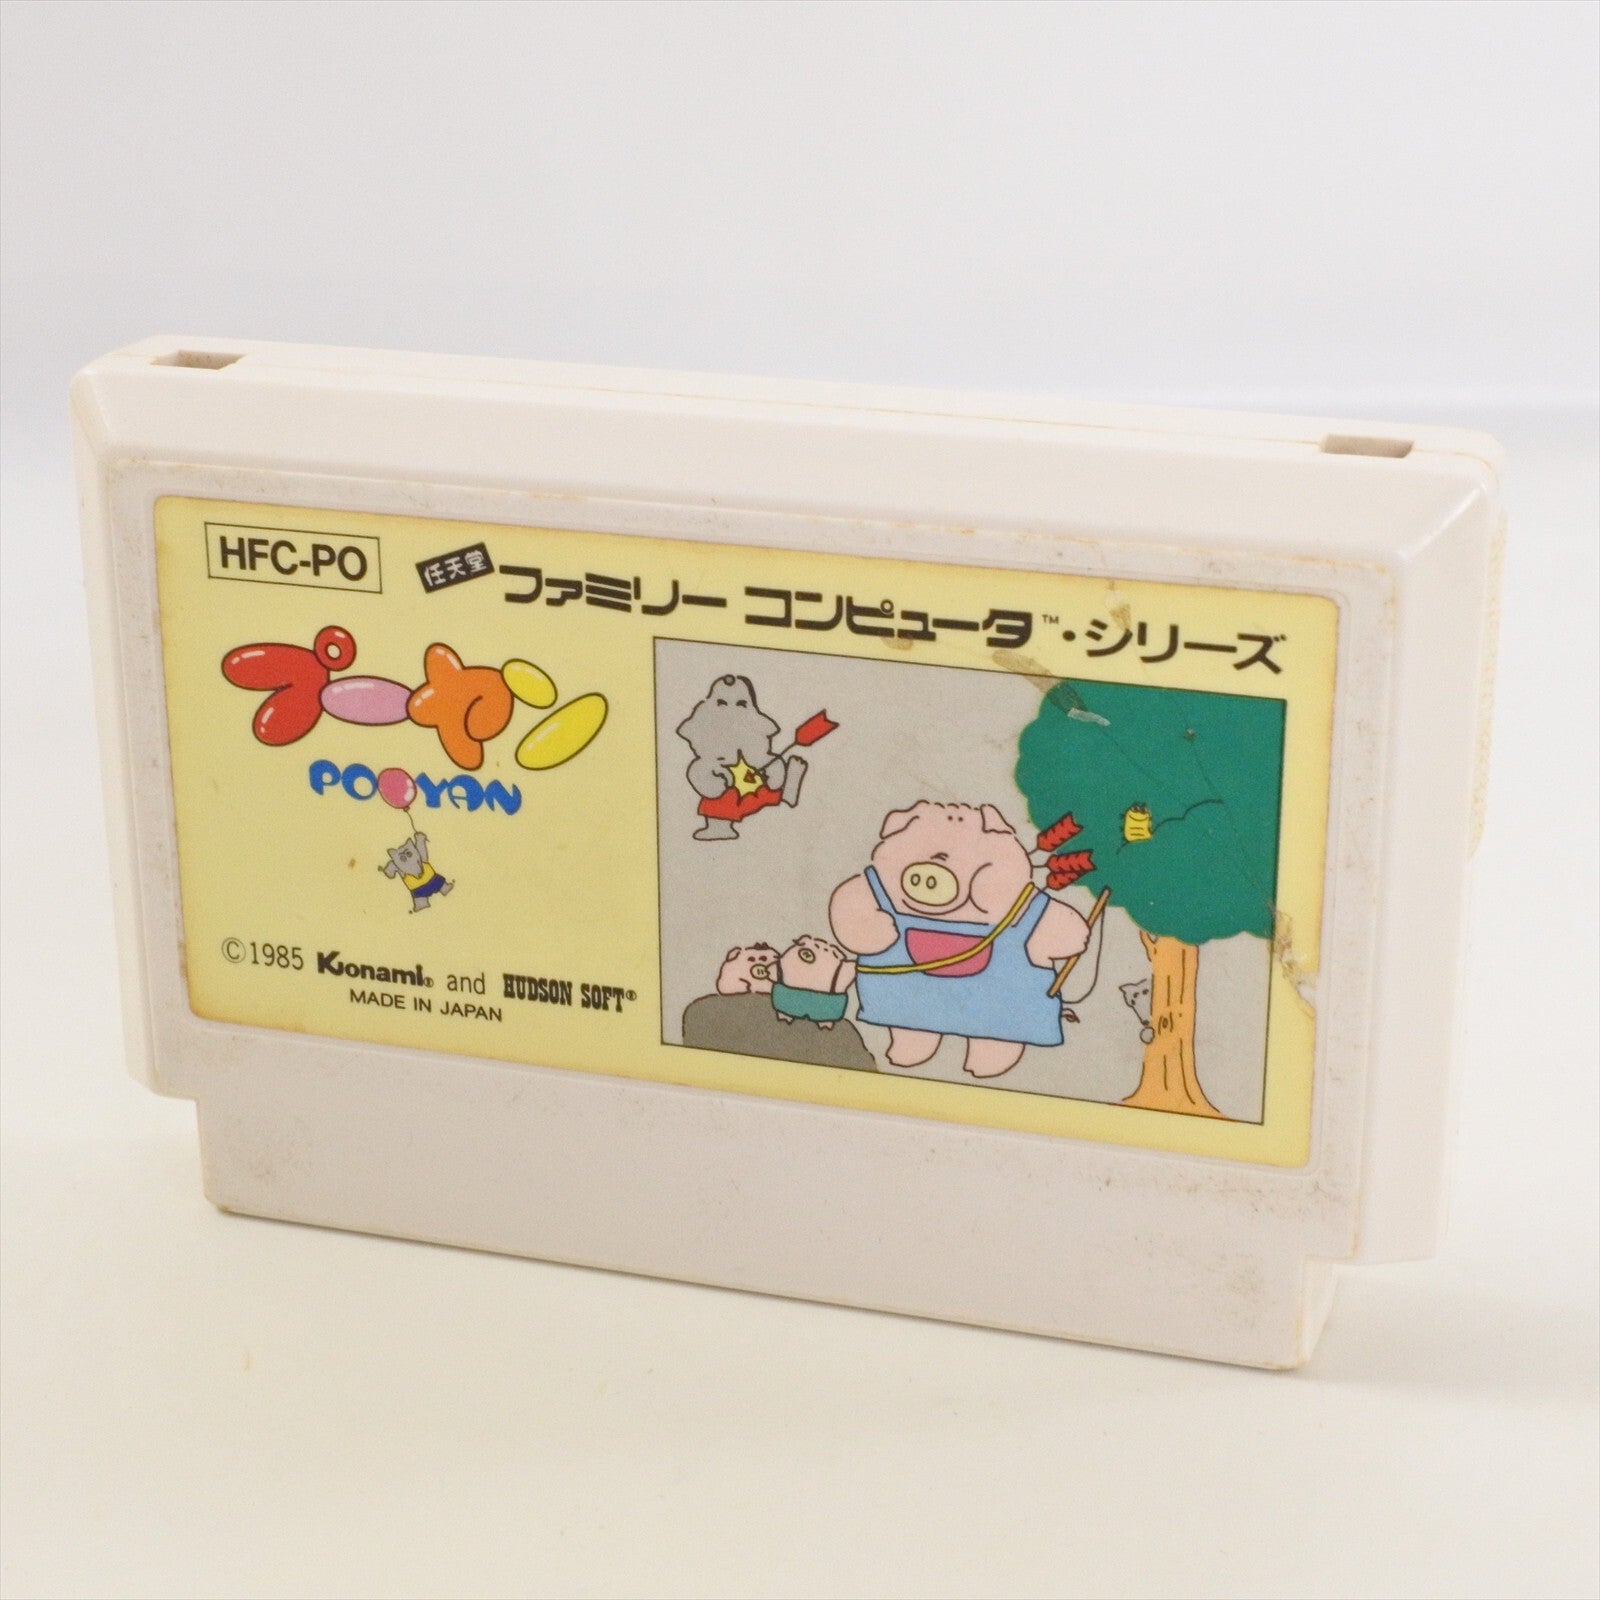 HFC-PO
任天堂 ファミリー コンピュータ™・シリーズ
プーヤン
POOYAN
©1985 Konami® and HUDSON SOFT®
MADE IN JAPAN